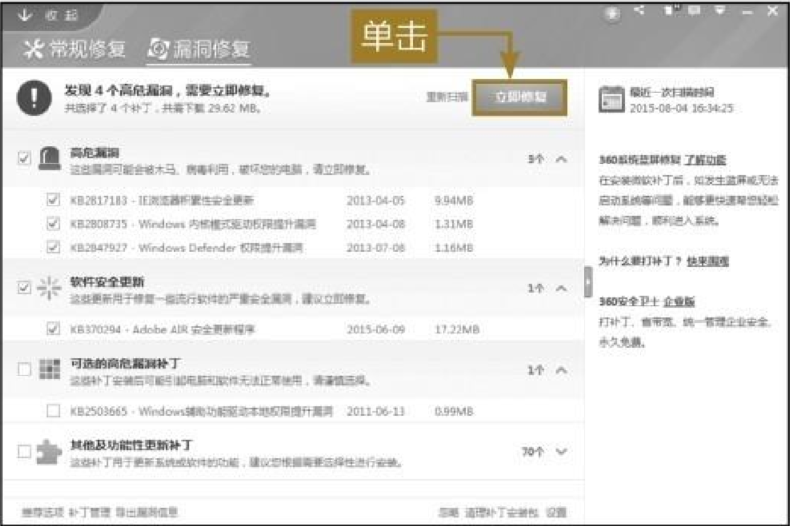 收起
单击
常规修复 漏洞修复
发现 4 个高危漏洞，需要立即修复。
共选择了 4 个补丁，共需下载 29.62 MB。
重新扫描 立即修复
高危漏洞
这些漏洞可能会被木马、病毒利用，破坏您的电脑，请立即修复。
3个
KB2817183 - IE浏览器积累性安全更新 2013-04-05 9.94MB
KB2808735 - Windows 内核模式驱动权限提升漏洞 2013-04-08 1.31MB
KB2847927 - Windows Defender 权限提升漏洞 2013-07-08 1.16MB
软件安全更新
这些更新用于修复一些流行软件的严重安全漏洞，建议立即修复。
1个
KB370294 - Adobe AIR 安全更新程序 2015-06-09 17.22MB
可选的高危漏洞补丁
这些补丁安装后可能引起电脑和软件无法正常使用，请谨慎选择。
1个
KB2503665 - Windows辅助功能驱动本地权限提升漏洞 2011-06-13 0.99MB
其他及功能性更新补丁
这些补丁用于更新系统或软件的功能，建议您根据需要选择性进行安装。
70个
推荐选项 补丁管理 导出漏洞信息
忽略 清理补丁安装包 设置
最近一次扫描时间
2015-08-04 16:34:25
360系统蓝屏修复 了解功能
在安装微软补丁后，如发生蓝屏或无法
启动系统等问题，能够更快速帮您轻松
解决问题，顺利进入系统。
为什么要打补丁？ 快来围观
360安全卫士 企业版
打补丁、省带宽、统一管理企业安全，
永久免费。